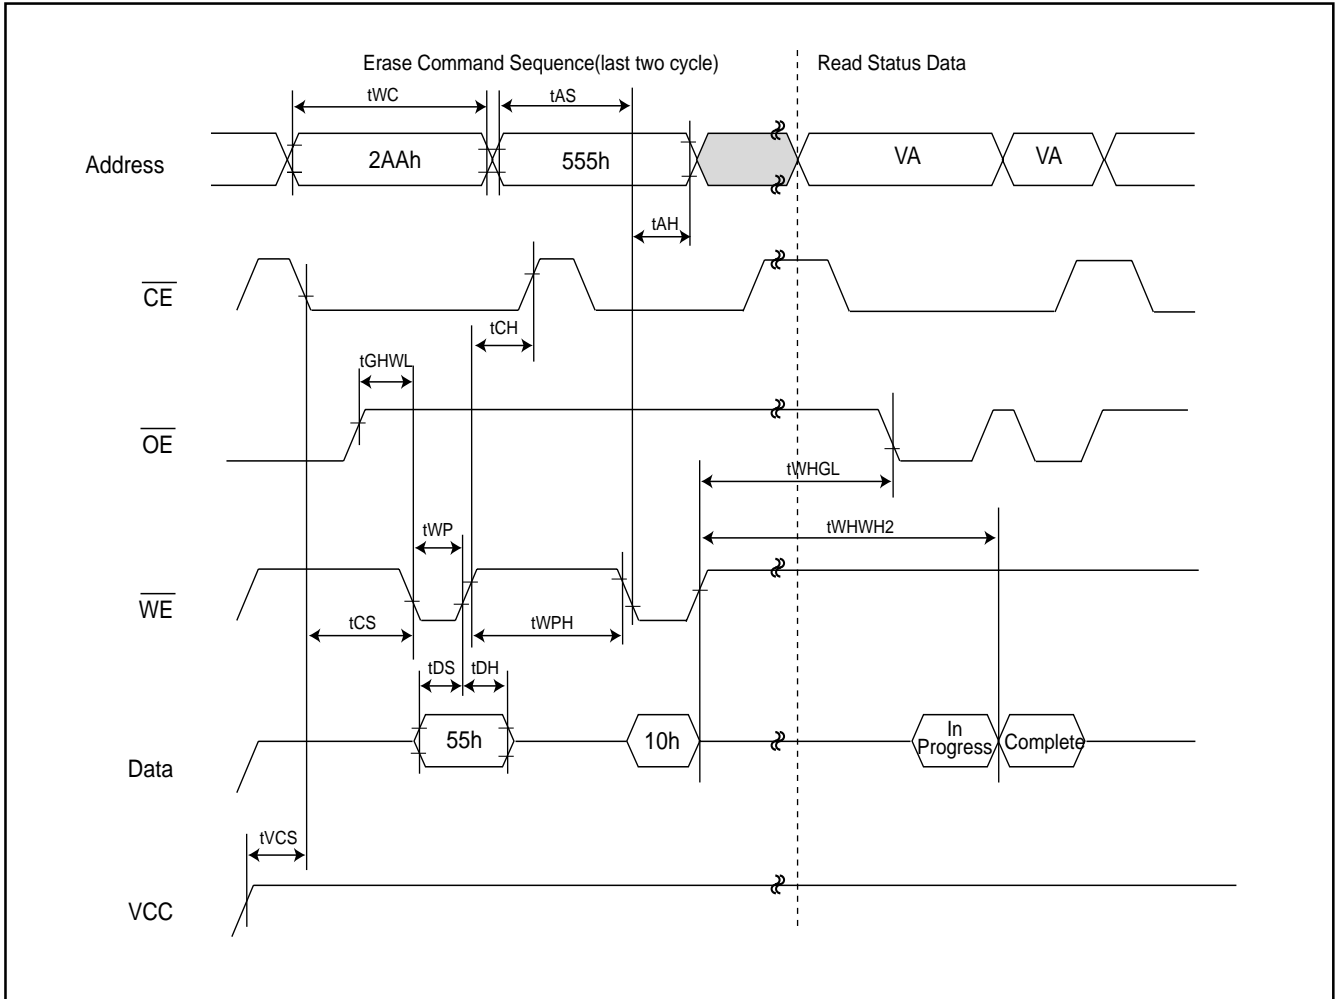 Erase Command Sequence(last two cycle)
Read Status Data
tWC
tAS
Address
2AAh
555h
VA
VA
tAH
CE
tCH
tGHWL
OE
tWHGL
tWP
tWHWH2
WE
tCS
tWPH
tDS
tDH
55h
10h
In
Progress
Complete
Data
tVCS
VCC